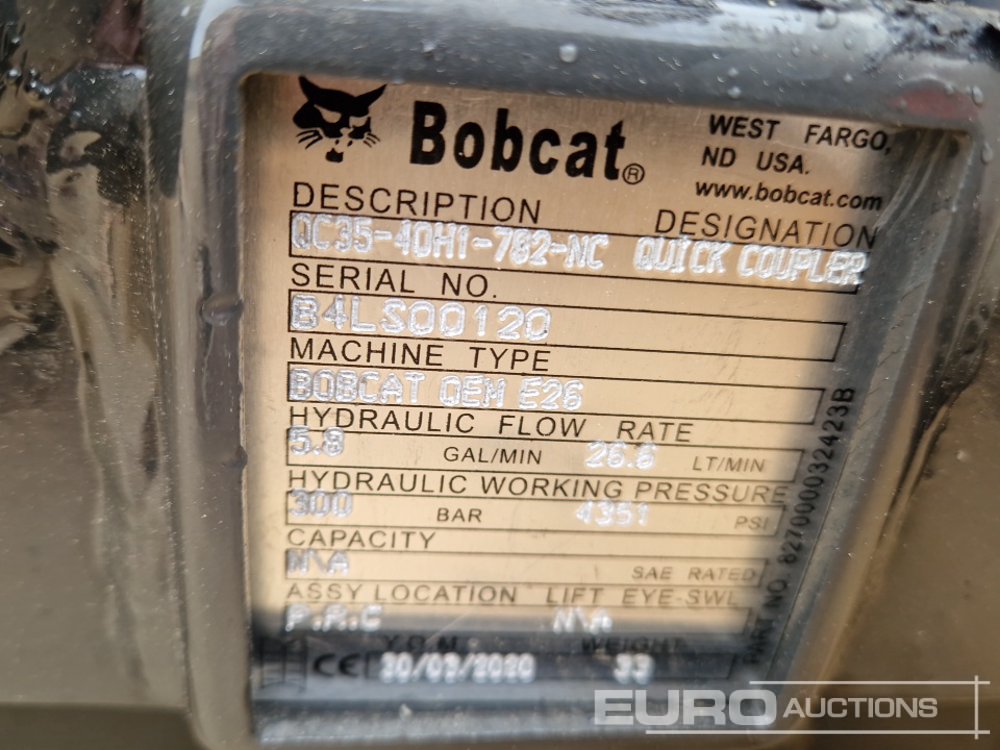 Bobcat®
WEST FARGO,
ND USA.
www.bobcat.com
DESCRIPTION DESIGNATION
QC35-40H1-782-NC QUICK COUPLER
SERIAL NO.
B4LS00120
MACHINE TYPE
BOBCAT OEM E26
HYDRAULIC FLOW RATE
5.8 GAL/MIN 26.6 LT/MIN
HYDRAULIC WORKING PRESSURE
300 BAR 4351 PSI
CAPACITY
N\A SAE RATED
ASSY LOCATION LIFT EYE-SWL
P.R.C N\A
Y.O.M WEIGHT
CE 30/03/2020 33
PART NO. 8270000032423B
EURO AUCTIONS